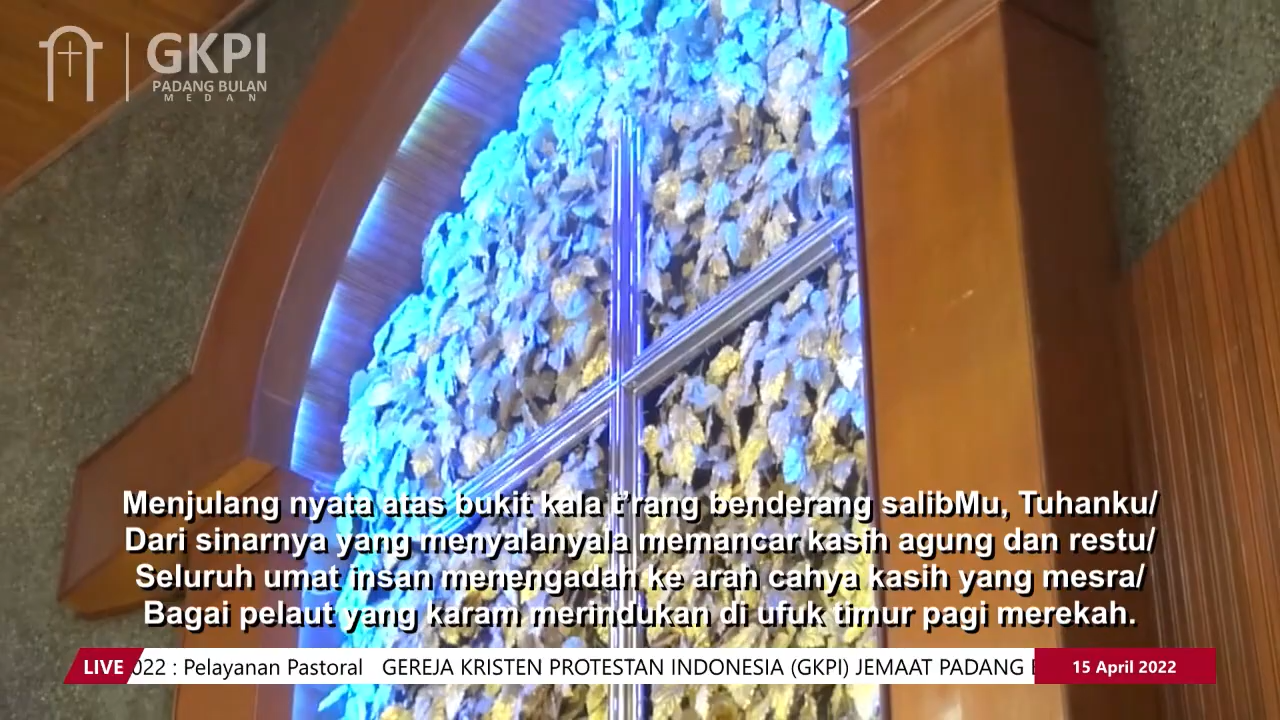 GKPI
PADANG BULAN
MEDAN
Menjulang nyata atas bukit kala t’rang benderang salibMu, Tuhanku/
Dari sinarnya yang menyalanyala memancar kasih agung dan restu/
Seluruh umat insan menengadah ke arah cahya kasih yang mesra/
Bagai pelaut yang karam merindukan di ufuk timur pagi merekah.
LIVE 022 : Pelayanan Pastoral GEREJA KRISTEN PROTESTAN INDONESIA (GKPI) JEMAAT PADANG 15 April 2022